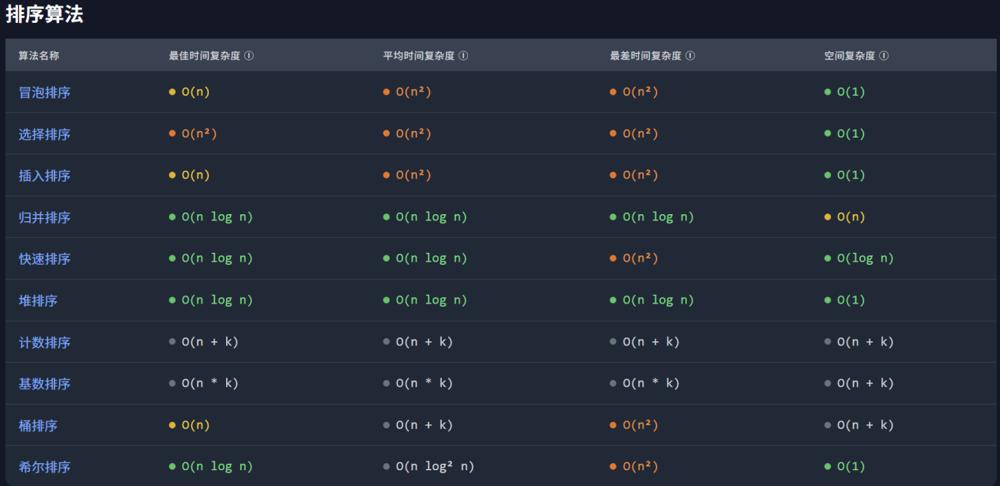 排序算法
算法名称 最佳时间复杂度 ⓘ 平均时间复杂度 ⓘ 最差时间复杂度 ⓘ 空间复杂度 ⓘ
冒泡排序 O(n) O(n²) O(n²) O(1)
选择排序 O(n²) O(n²) O(n²) O(1)
插入排序 O(n) O(n²) O(n²) O(1)
归并排序 O(n log n) O(n log n) O(n log n) O(n)
快速排序 O(n log n) O(n log n) O(n²) O(log n)
堆排序 O(n log n) O(n log n) O(n log n) O(1)
计数排序 O(n + k) O(n + k) O(n + k) O(n + k)
基数排序 O(n * k) O(n * k) O(n * k) O(n + k)
桶排序 O(n) O(n + k) O(n²) O(n + k)
希尔排序 O(n log n) O(n log² n) O(n²) O(1)